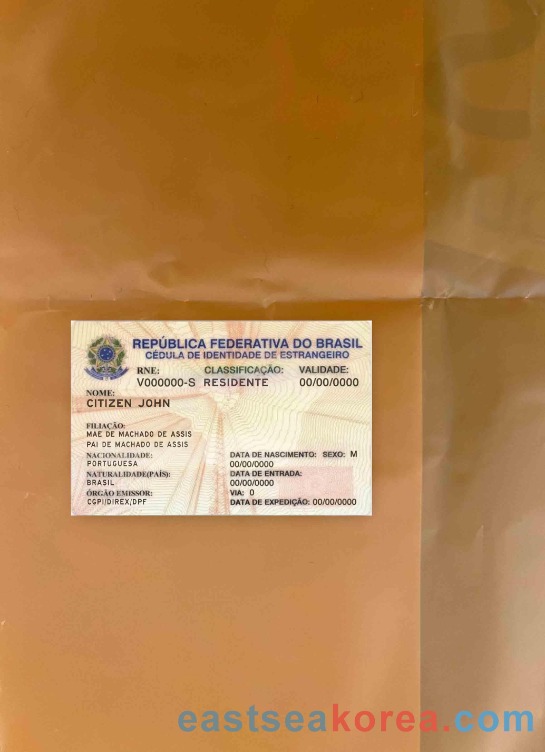 REPÚBLICA FEDERATIVA DO BRASIL
CÉDULA DE IDENTIDADE DE ESTRANGEIRO
RNE: CLASSIFICAÇÃO: VALIDADE:
V000000-S RESIDENTE 00/00/0000
NOME:
CITIZEN JOHN
FILIAÇÃO:
MAE DE MACHADO DE ASSIS
PAI DE MACHADO DE ASSIS
NACIONALIDADE: DATA DE NASCIMENTO: SEXO: M
PORTUGUESA 00/00/0000
NATURALIDADE(PAÍS): DATA DE ENTRADA:
BRASIL 00/00/0000
ÓRGÃO EMISSOR: VIA: 0
CGPI/DIREX/DPF DATA DE EXPEDIÇÃO: 00/00/0000
eastseakorea.com